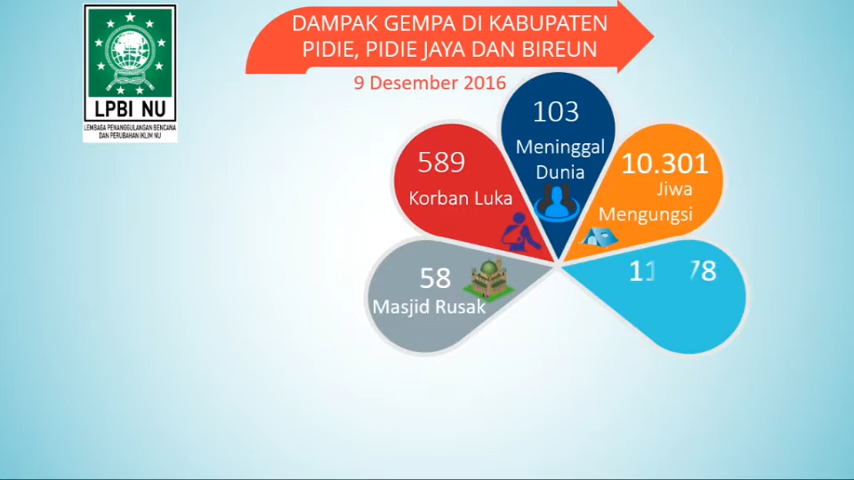 LPBI NU
LEMBAGA PENANGGULANGAN BENCANA
DAN PERUBAHAN IKLIM NU
DAMPAK GEMPA DI KABUPATEN
PIDIE, PIDIE JAYA DAN BIREUN
9 Desember 2016
103
Meninggal
Dunia
589
Korban Luka
10.301
Jiwa
Mengungsi
58
Masjid Rusak